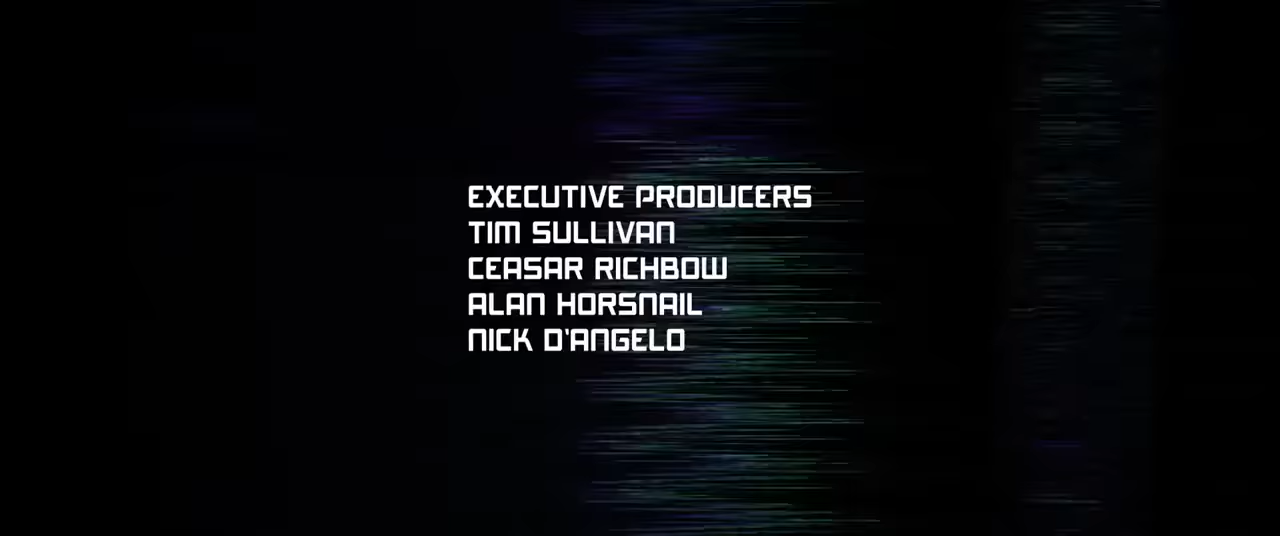 EXECUTIVE PRODUCERS
TIM SULLIVAN
CEASAR RICHBOW
ALAN HORSNAIL
NICK D'ANGELO